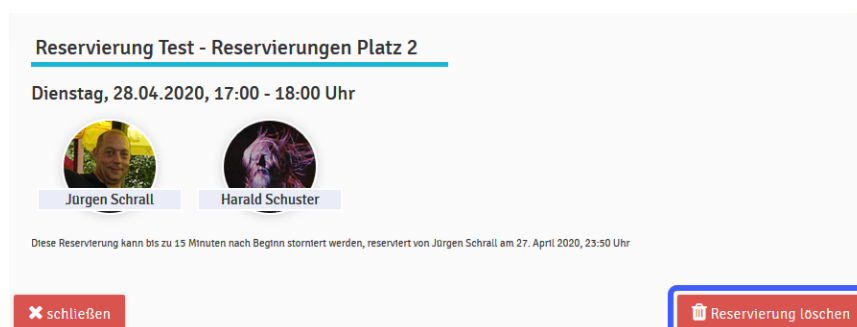 Reservierung Test - Reservierungen Platz 2
Dienstag, 28.04.2020, 17:00 - 18:00 Uhr
Jürgen Schrall Harald Schuster
Diese Reservierung kann bis zu 15 Minuten nach Beginn storniert werden, reserviert von Jürgen Schrall am 27. April 2020, 23:50 Uhr
schließen Reservierung löschen